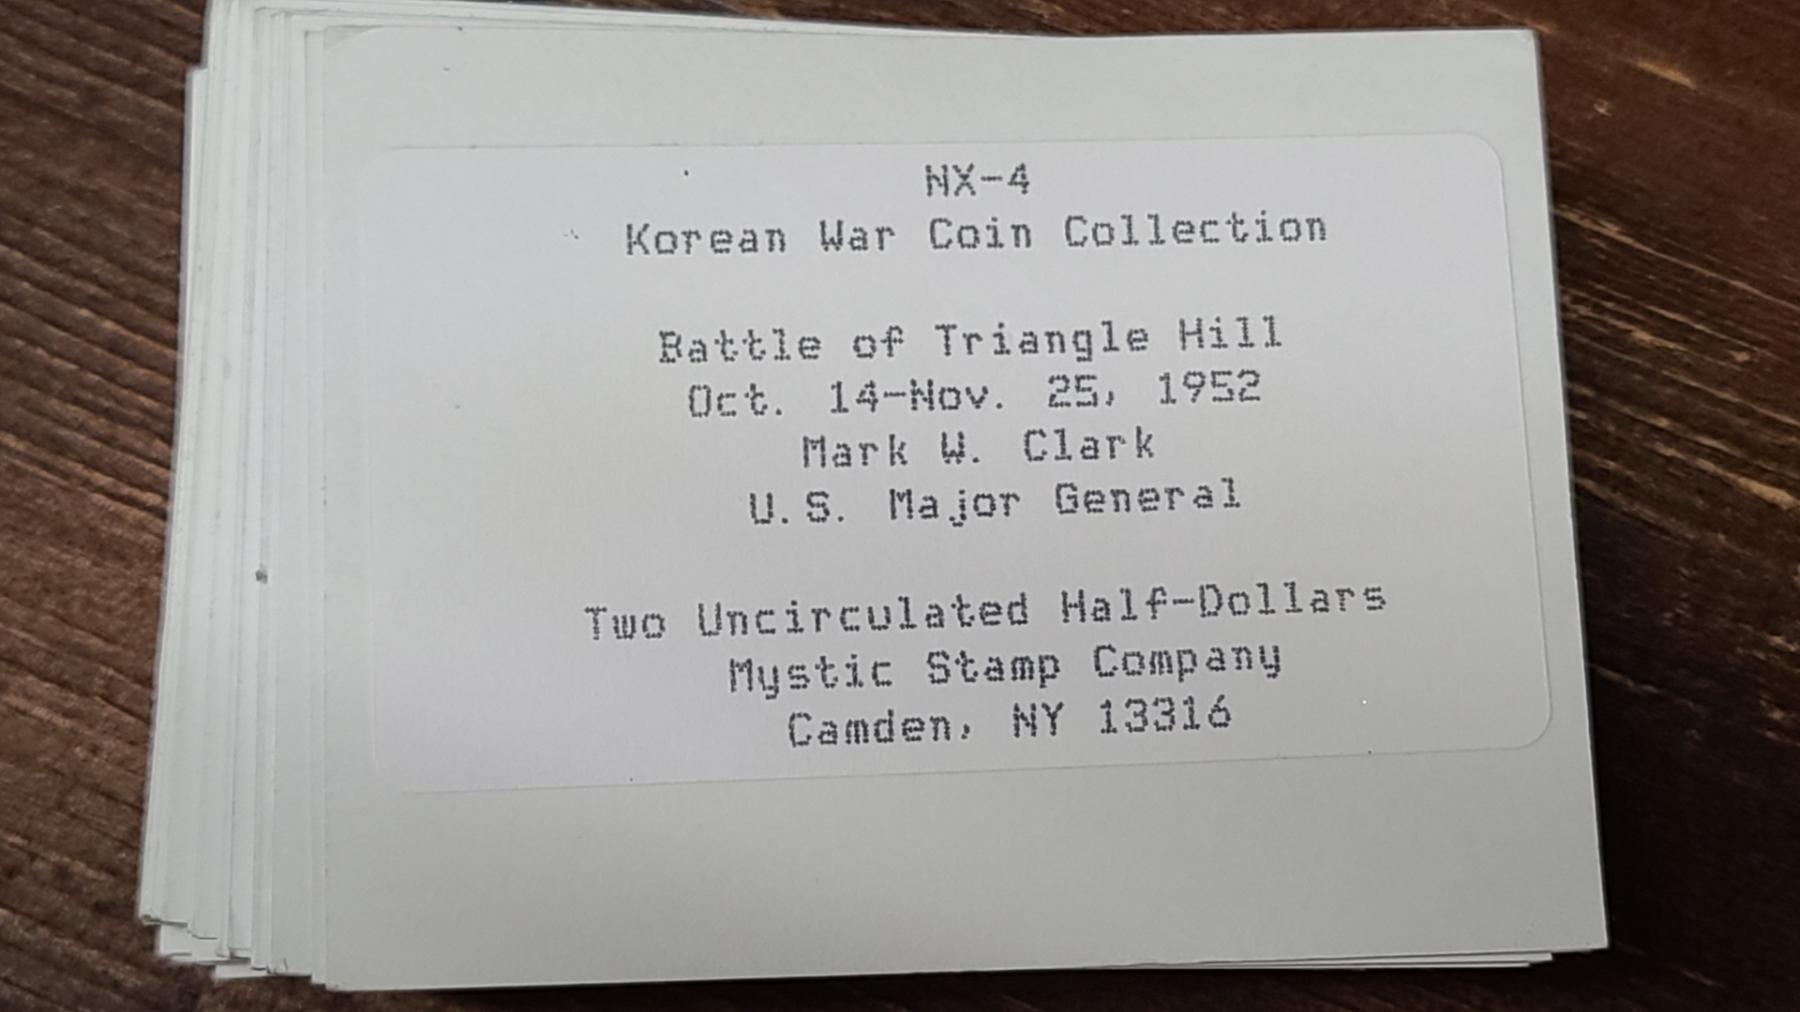 NX-4
Korean War Coin Collection
Battle of Triangle Hill
Oct. 14-Nov. 25, 1952
Mark W. Clark
U.S. Major General
Two Uncirculated Half-Dollars
Mystic Stamp Company
Camden, NY 13316